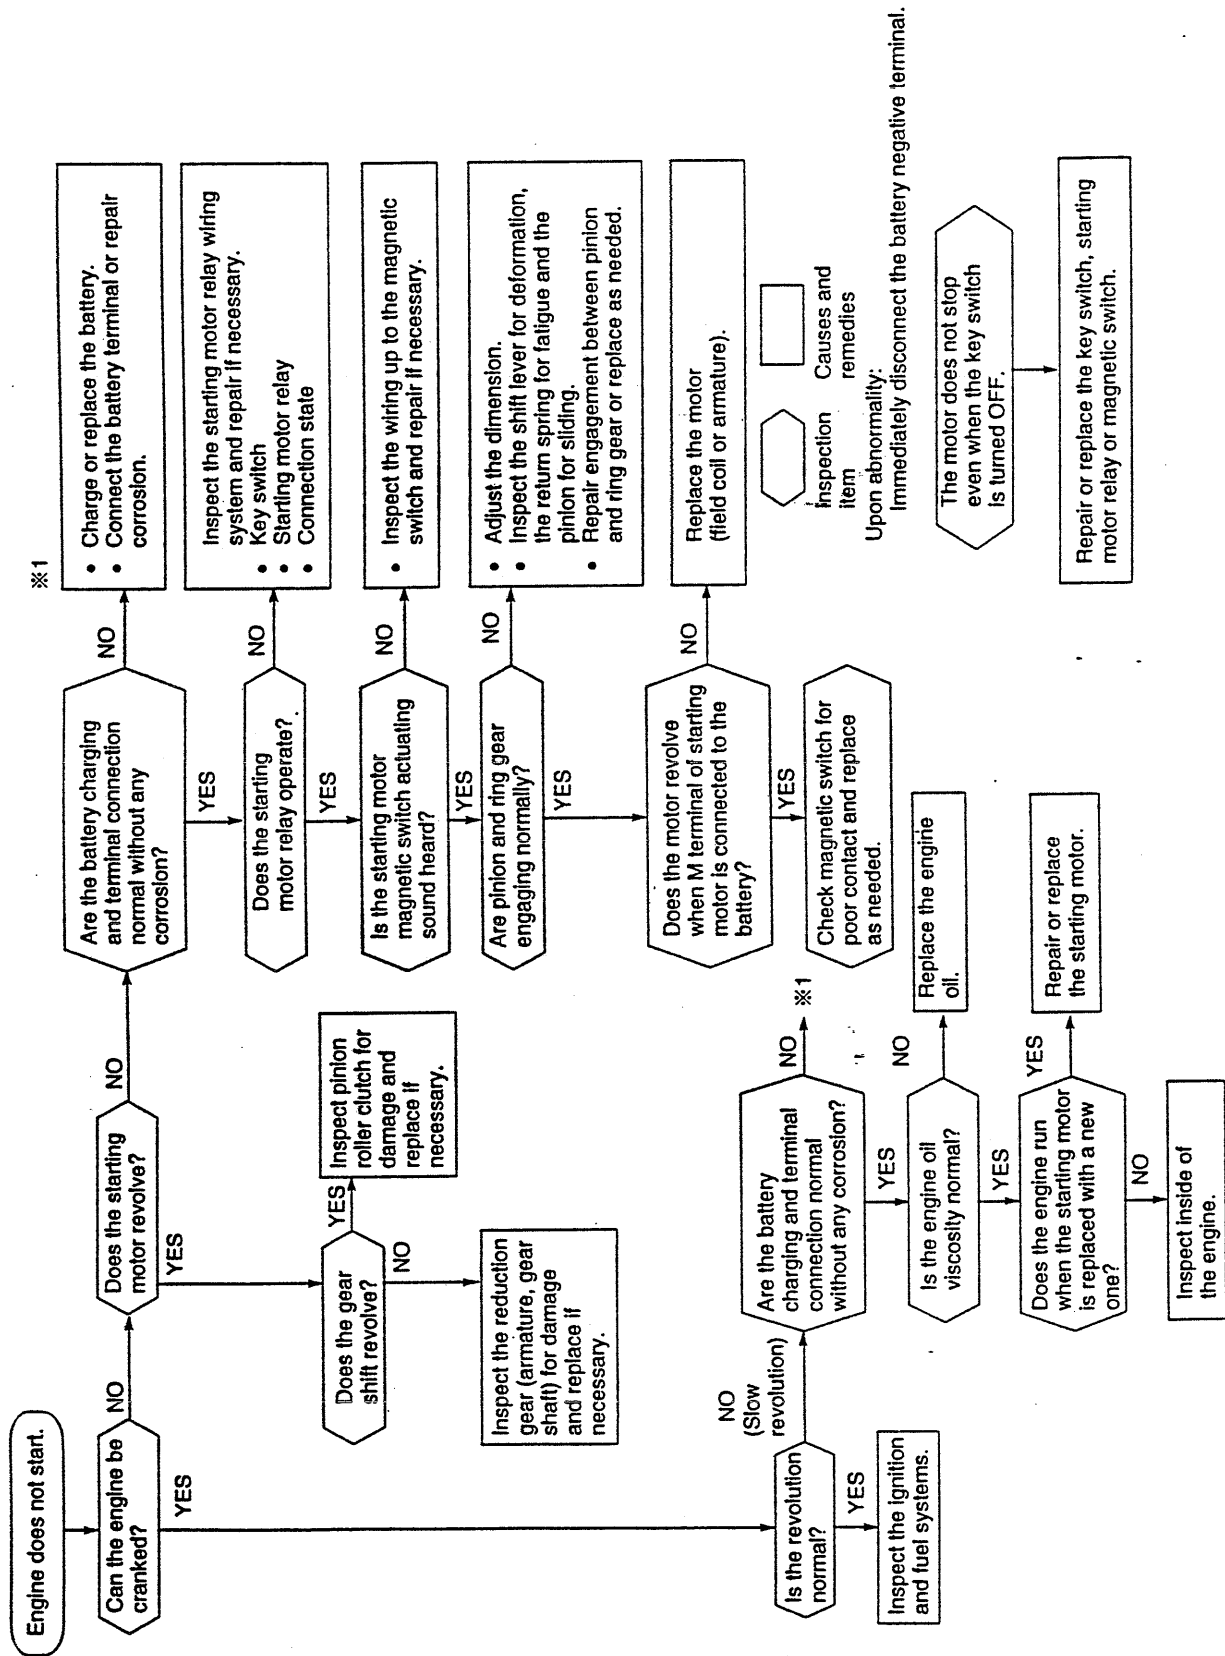 Engine does not start.
Can the engine be
cranked?
NO
YES
Does the starting
motor revolve?
NO
YES
Are the battery charging
and terminal connection
normal without any
corrosion?
NO
YES
※1
• Charge or replace the battery.
• Connect the battery terminal or repair
corrosion.
Does the starting
motor relay operate?
NO
YES
Inspect the starting motor relay wiring
system and repair if necessary.
• Key switch
• Starting motor relay
• Connection state
Is the starting motor
magnetic switch actuating
sound heard?
NO
YES
• Inspect the wiring up to the magnetic
switch and repair if necessary.
Are pinion and ring gear
engaging normally?
NO
YES
• Adjust the dimension.
• Inspect the shift lever for deformation,
the return spring for fatigue and the
pinion for sliding.
• Repair engagement between pinion
and ring gear or replace as needed.
Does the motor revolve
when M terminal of starting
motor is connected to the
battery?
NO
YES
Replace the motor
(field coil or armature).
Check magnetic switch for
poor contact and replace
as needed.
Does the gear
shift revolve?
YES
NO
Inspect pinion
roller clutch for
damage and
replace if
necessary.
Inspect the reduction
gear (armature, gear
shaft) for damage
and replace if
necessary.
Is the revolution
normal?
NO
(Slow
revolution)
YES
Inspect the ignition
and fuel systems.
Are the battery
charging and terminal
connection normal
without any corrosion?
NO
※1
YES
Is the engine oil
viscosity normal?
NO
YES
Replace the engine
oil.
Does the engine run
when the starting motor
is replaced with a new
one?
YES
NO
Repair or replace
the starting motor.
Inspect inside of
the engine.
Inspection
item
Causes and
remedies
Upon abnormality:
Immediately disconnect the battery negative terminal.
The motor does not stop
even when the key switch
is turned OFF.
Repair or replace the key switch, starting
motor relay or magnetic switch.